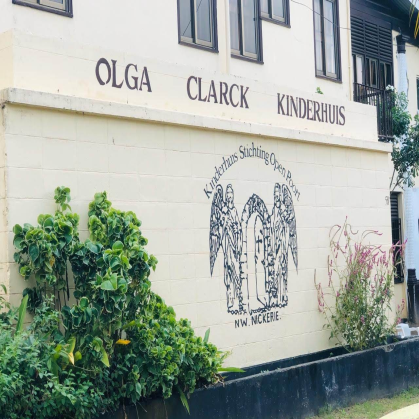 OLGA CLARCK KINDERHUIS
Kinderhuis Stichting Open Poort
NW. NICKERIE.